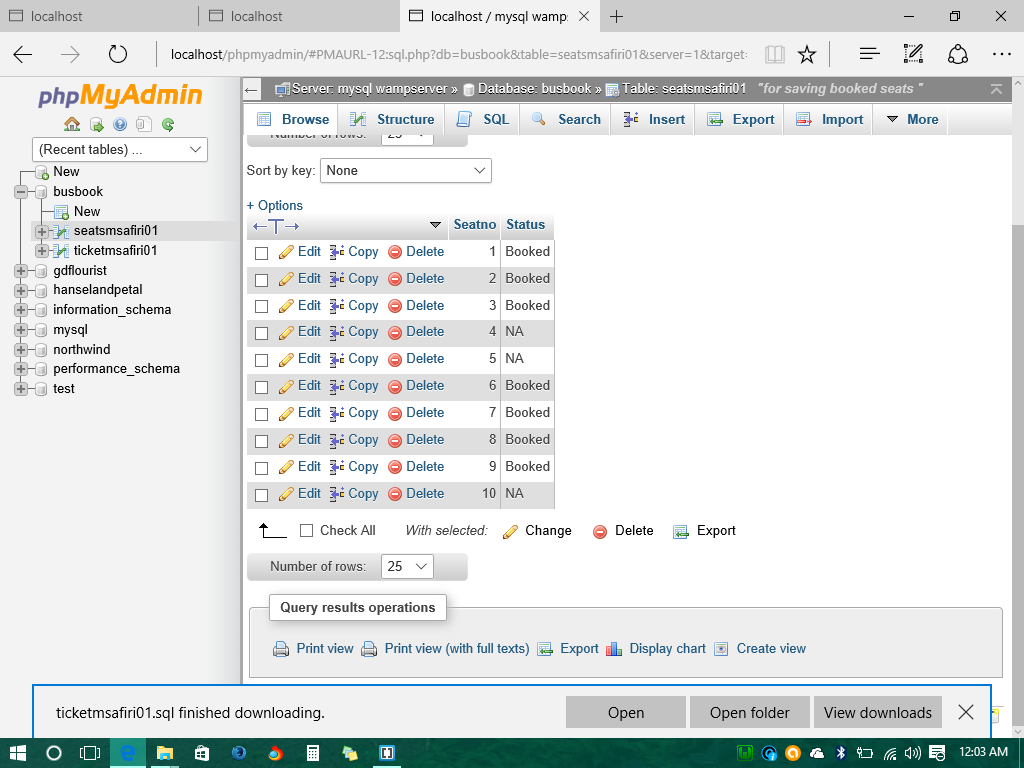 localhost
localhost
localhost / mysql wamp
localhost/phpmyadmin/#PMAURL-12:sql.php?db=busbook&table=seatsmsafiri01&server=1&target=
phpMyAdmin
(Recent tables) ...
New
busbook
New
seatsmsafiri01
ticketmsafiri01
gdflourist
hanselandpetal
information_schema
mysql
northwind
performance_schema
test
Server: mysql wampserver » Database: busbook » Table: seatsmsafiri01 "for saving booked seats "
Browse Structure SQL Search Insert Export Import More
Number of rows: 25
Sort by key: None
+ Options
Seatno Status
Edit Copy Delete 1 Booked
Edit Copy Delete 2 Booked
Edit Copy Delete 3 Booked
Edit Copy Delete 4 NA
Edit Copy Delete 5 NA
Edit Copy Delete 6 Booked
Edit Copy Delete 7 Booked
Edit Copy Delete 8 Booked
Edit Copy Delete 9 Booked
Edit Copy Delete 10 NA
Check All With selected: Change Delete Export
Number of rows: 25
Query results operations
Print view Print view (with full texts) Export Display chart Create view
ticketmsafiri01.sql finished downloading. Open Open folder View downloads
12:03 AM